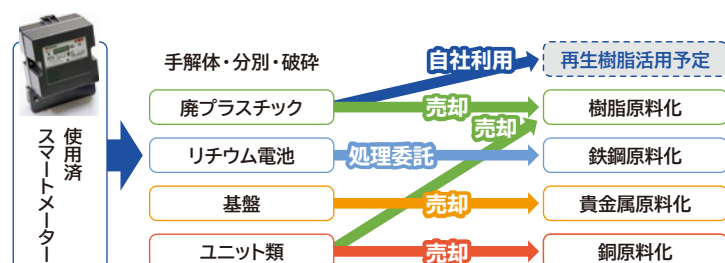 使用済
スマートメーター
手解体・分別・破砕
廃プラスチック
リチウム電池
基盤
ユニット類
自社利用
売却
売却
処理委託
売却
売却
再生樹脂活用予定
樹脂原料化
鉄鋼原料化
貴金属原料化
銅原料化